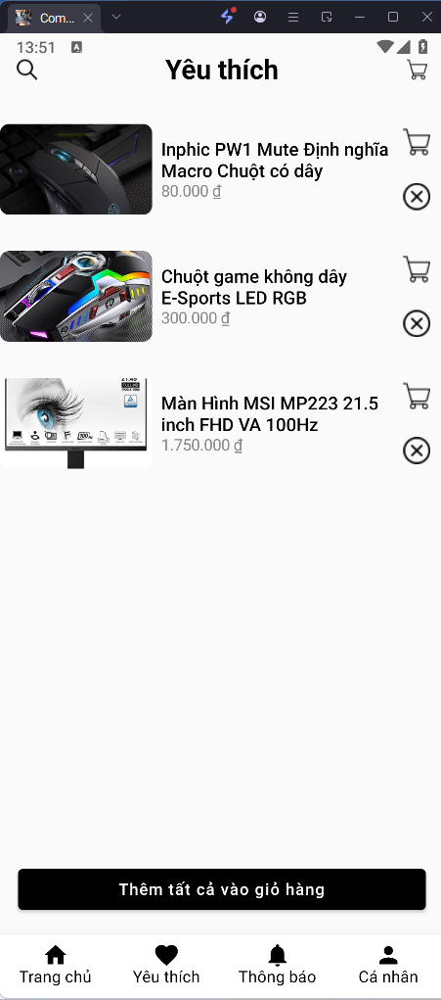 Com...
13:51
Yêu thích
Inphic PW1 Mute Định nghĩa
Macro Chuột có dây
80.000 ₫
Chuột game không dây
E-Sports LED RGB
300.000 ₫
Màn Hình MSI MP223 21.5
inch FHD VA 100Hz
1.750.000 ₫
Thêm tất cả vào giỏ hàng
Trang chủ
Yêu thích
Thông báo
Cá nhân